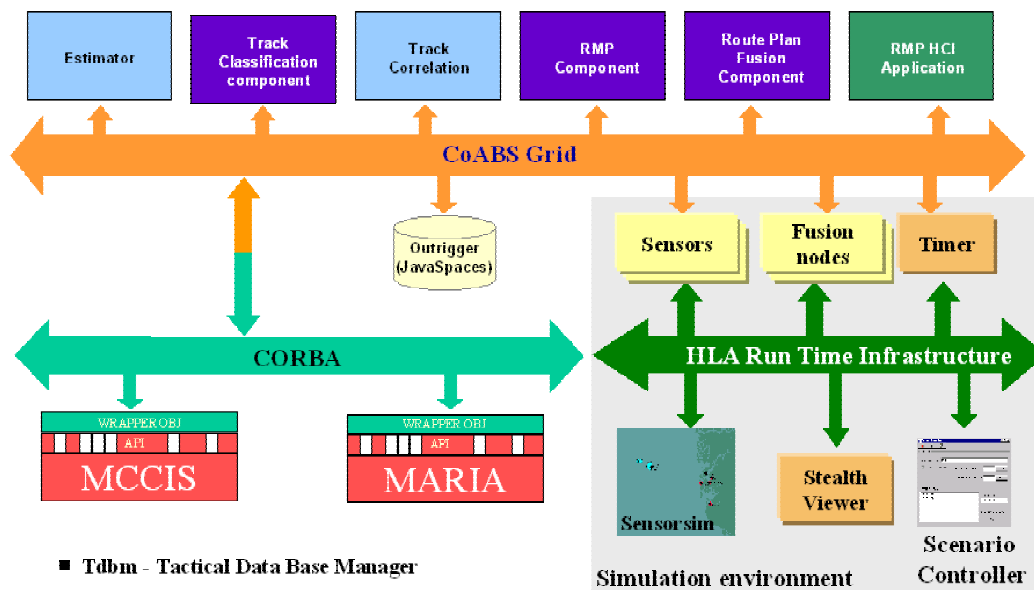 Estimator
Track
Classification
component
Track
Correlation
RMP
Component
Route Plan
Fusion
Component
RMP HCI
Application
CoABS Grid
Outrigger
(JavaSpaces)
Sensors
Fusion
nodes
Timer
CORBA
HLA Run Time Infrastructure
WRAPPER OBJ
API
MCCIS
WRAPPER OBJ
API
MARIA
Sensorsim
Stealth
Viewer
Scenario
Controller
Simulation environment
■ Tdbm - Tactical Data Base Manager